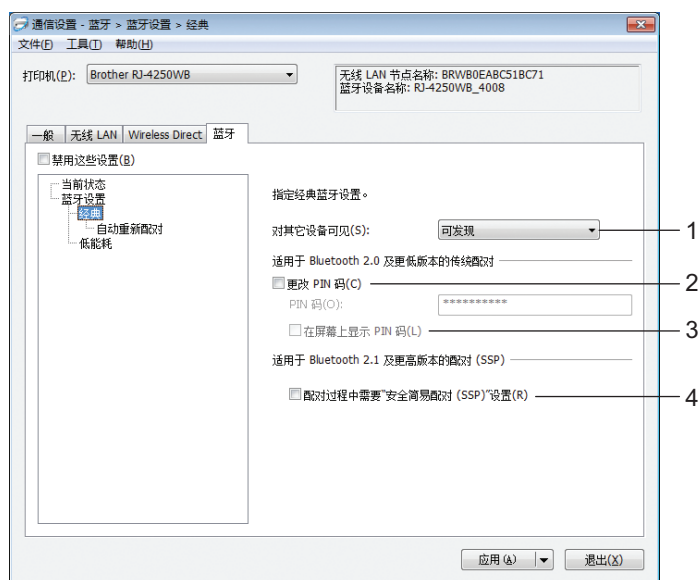 通信设置 - 蓝牙 > 蓝牙设置 > 经典
文件(F) 工具(T) 帮助(H)
打印机(P): Brother RJ-4250WB
无线 LAN 节点名称: BRWB0EABC51BC71
蓝牙设备名称: RJ-4250WB_4008
一般 无线 LAN Wireless Direct 蓝牙
禁用这些设置(B)
当前状态
蓝牙设置
经典
自动重新配对
低能耗
指定经典蓝牙设置。
对其它设备可见(S): 可发现 1
适用于 Bluetooth 2.0 及更低版本的传统配对
更改 PIN 码(C) 2
PIN 码(O): **********
在屏幕上显示 PIN 码(L) 3
适用于 Bluetooth 2.1 及更高版本的配对 (SSP)
配对过程中需要"安全简易配对 (SSP)"设置(R) 4
应用(A) 退出(X)